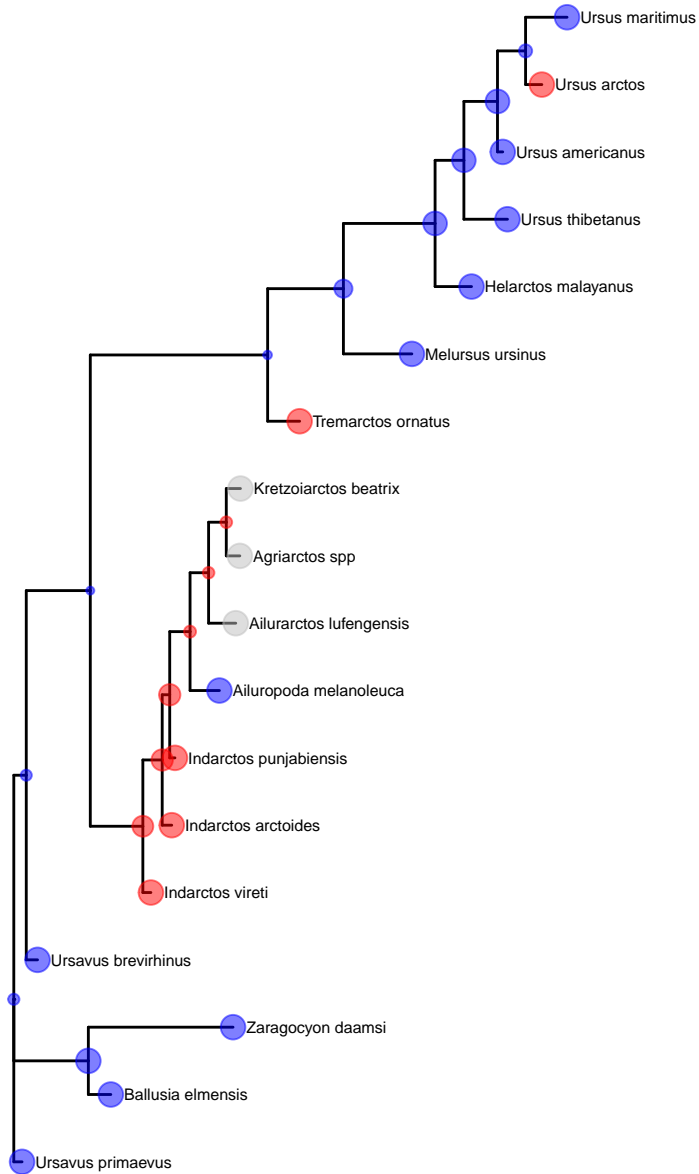 Ursus maritimus
Ursus arctos
Ursus americanus
Ursus thibetanus
Helarctos malayanus
Melursus ursinus
Tremarctos ornatus
Kretzoiarctos beatrix
Agriarctos spp
Ailurarctos lufengensis
Ailuropoda melanoleuca
Indarctos punjabiensis
Indarctos arctoides
Indarctos vireti
Ursavus brevirhinus
Zaragocyon daamsi
Ballusia elmensis
Ursavus primaevus